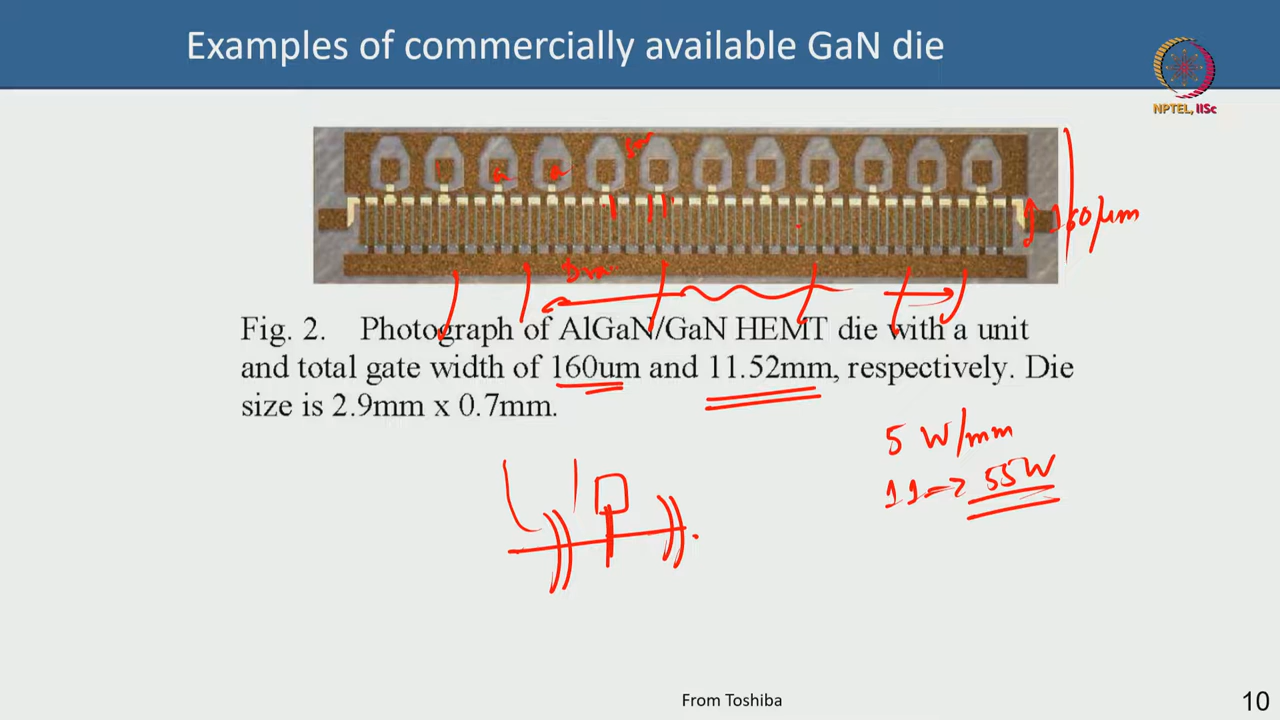 Examples of commercially available GaN die
NPTEL, IISc
160µm
Fig. 2. Photograph of AlGaN/GaN HEMT die with a unit
and total gate width of 160um and 11.52mm, respectively. Die
size is 2.9mm x 0.7mm.
5 W/mm
11 → 55W
From Toshiba
10